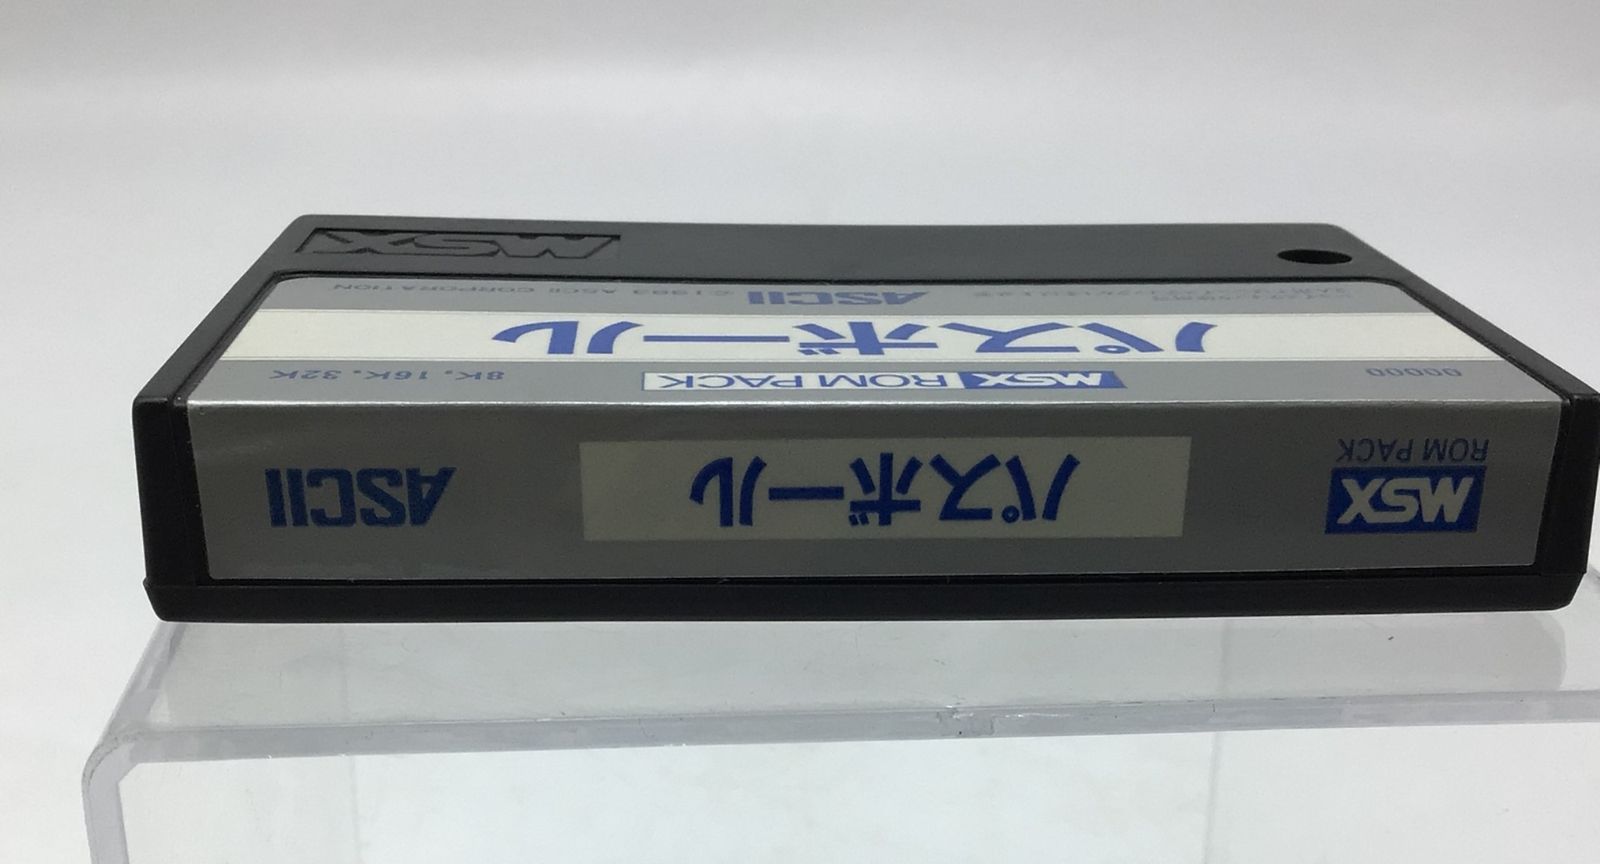 MSX
ROM PACK
パスボール
ASCII
00000
MSX ROM PACK
8K, 16K, 32K
パスボール
ASCII ©1983 ASCII CORPORATION
MSX